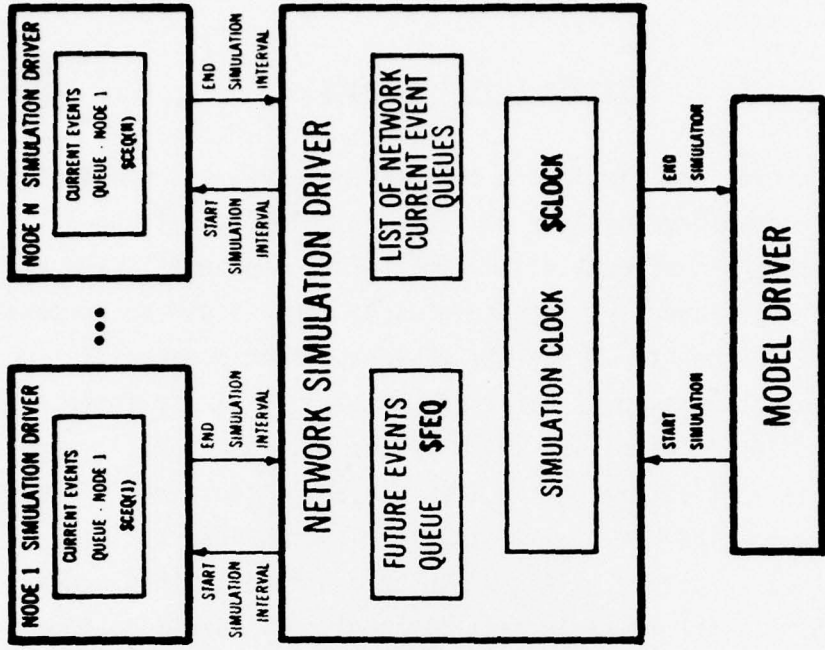 NODE 1 SIMULATION DRIVER
CURRENT EVENTS
QUEUE - NODE 1
$CEQ(1)
•••
NODE N SIMULATION DRIVER
CURRENT EVENTS
QUEUE - NODE 1
$CEQ(N)
START
SIMULATION
INTERVAL
END
SIMULATION
INTERVAL
START
SIMULATION
INTERVAL
END
SIMULATION
INTERVAL
NETWORK SIMULATION DRIVER
FUTURE EVENTS
QUEUE $FEQ
LIST OF NETWORK
CURRENT EVENT
QUEUES
SIMULATION CLOCK $CLOCK
START
SIMULATION
END
SIMULATION
MODEL DRIVER